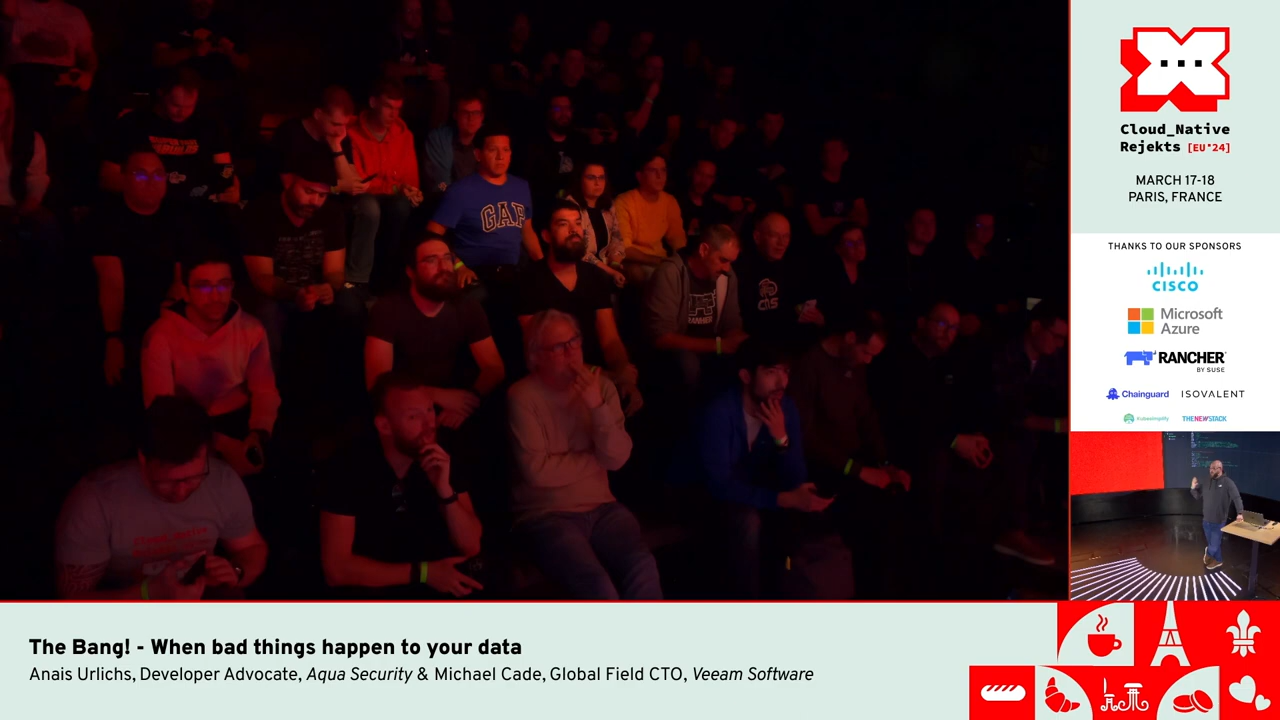 GAP
Cloud_Native
Rejekts [EU'24]
MARCH 17-18
PARIS, FRANCE
THANKS TO OUR SPONSORS
CISCO
Microsoft
Azure
RANCHER
BY SUSE
Chainguard
ISOVALENT
Kubesimplify
THENEWSTACK
The Bang! - When bad things happen to your data
Anais Urlichs, Developer Advocate, Aqua Security & Michael Cade, Global Field CTO, Veeam Software